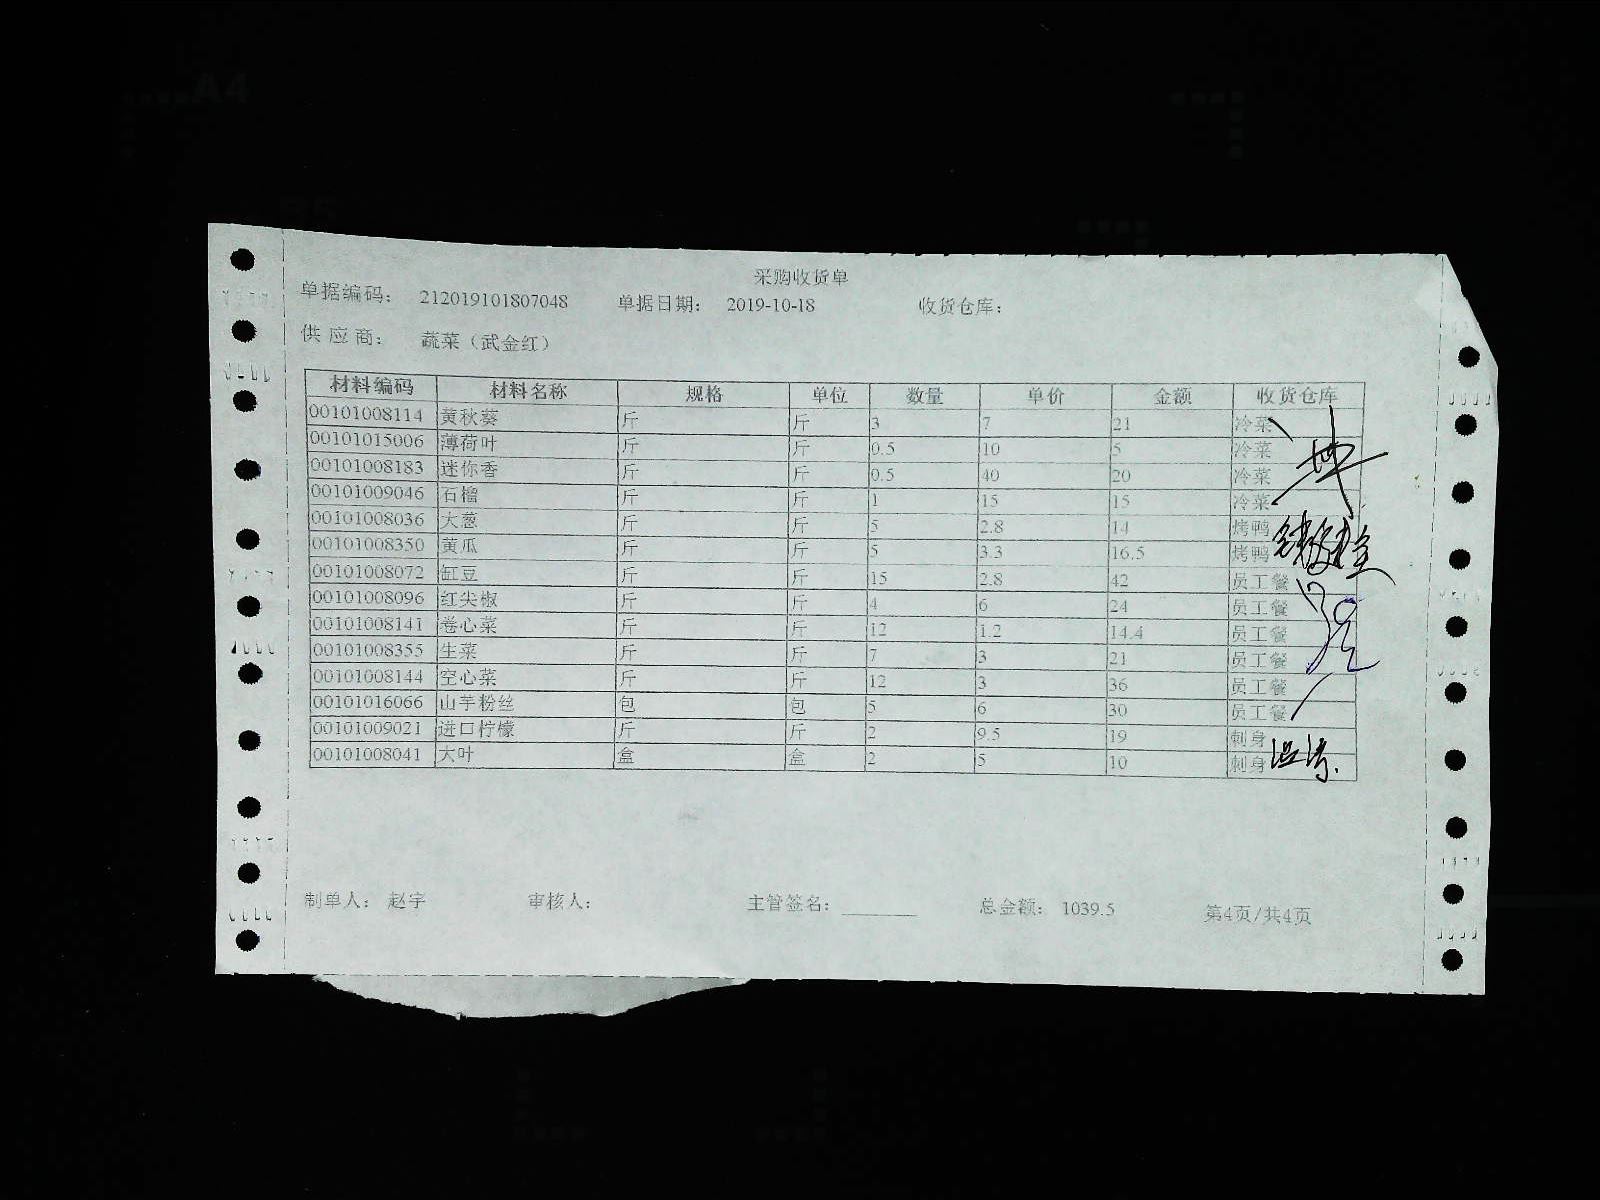 采购收货单
单据编码： 212019101807048 单据日期： 2019-10-18 收货仓库：
供 应 商： 蔬菜（武金红）
材料编码 材料名称 规格 单位 数量 单价 金额 收货仓库
00101008114 黄秋葵 斤 斤 3 7 21 冷菜
00101015006 薄荷叶 斤 斤 0.5 10 5 冷菜
00101008183 迷你香 斤 斤 0.5 40 20 冷菜
00101009046 石榴 斤 斤 1 15 15 冷菜
00101008036 大葱 斤 斤 5 2.8 14 烤鸭
00101008350 黄瓜 斤 斤 5 3.3 16.5 烤鸭
00101008072 缸豆 斤 斤 15 2.8 42 员工餐
00101008096 红尖椒 斤 斤 4 6 24 员工餐
00101008141 卷心菜 斤 斤 12 1.2 14.4 员工餐
00101008355 生菜 斤 斤 7 3 21 员工餐
00101008144 空心菜 斤 斤 12 3 36 员工餐
00101016066 山芋粉丝 包 包 5 6 30 员工餐
00101009021 进口柠檬 斤 斤 2 9.5 19 刺身
00101008041 大叶 盒 盒 2 5 10 刺身
制单人： 赵宇 审核人： 主管签名： 总金额： 1039.5 第4页/共4页